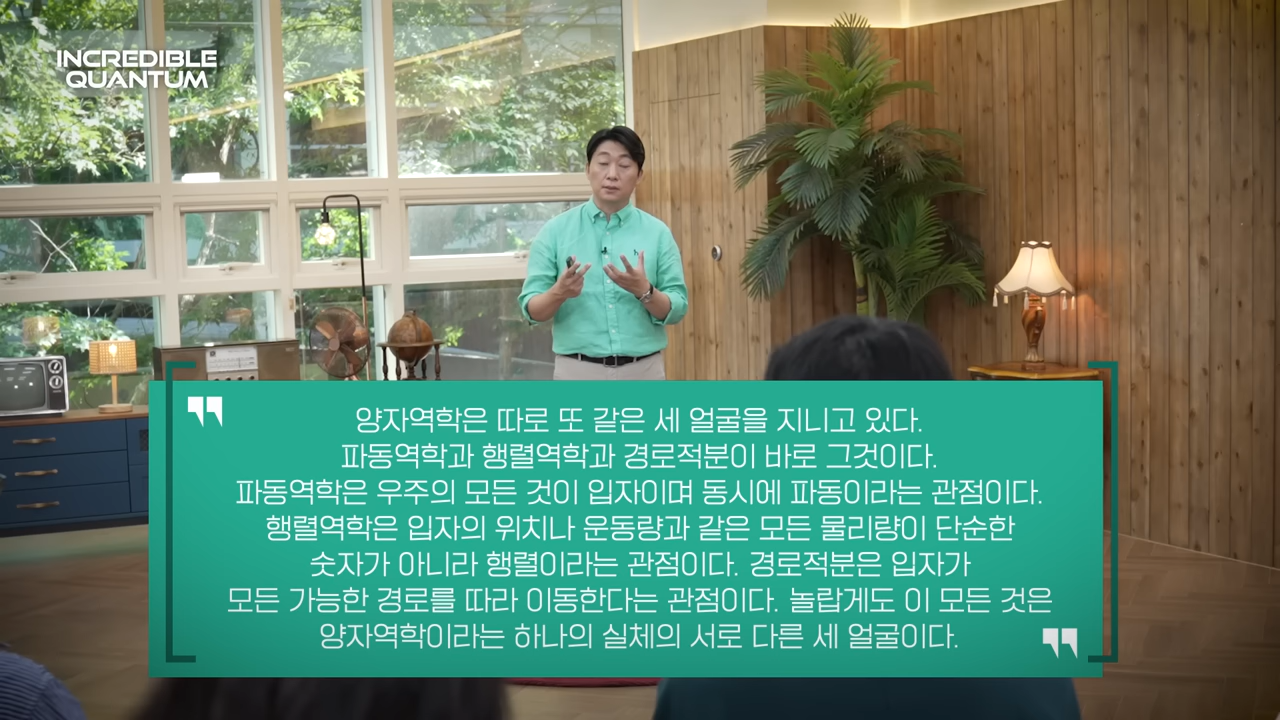 INCREDIBLE
QUANTUM
양자역학은 따로 또 같은 세 얼굴을 지니고 있다.
파동역학과 행렬역학과 경로적분이 바로 그것이다.
파동역학은 우주의 모든 것이 입자이며 동시에 파동이라는 관점이다.
행렬역학은 입자의 위치나 운동량과 같은 모든 물리량이 단순한
숫자가 아니라 행렬이라는 관점이다. 경로적분은 입자가
모든 가능한 경로를 따라 이동한다는 관점이다. 놀랍게도 이 모든 것은
양자역학이라는 하나의 실체의 서로 다른 세 얼굴이다.